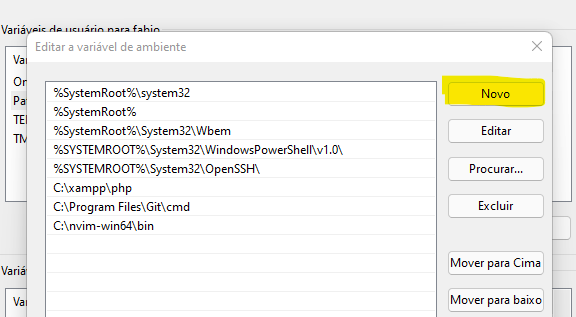 Variáveis de usuário para fabio
Editar a variável de ambiente
Va
On
Pa
TE
TM
%SystemRoot%\system32
%SystemRoot%
%SystemRoot%\System32\Wbem
%SYSTEMROOT%\System32\WindowsPowerShell\v1.0\
%SYSTEMROOT%\System32\OpenSSH\
C:\xampp\php
C:\Program Files\Git\cmd
C:\nvim-win64\bin
Novo
Editar
Procurar...
Excluir
Mover para Cima
Mover para baixo
Variáv
Va